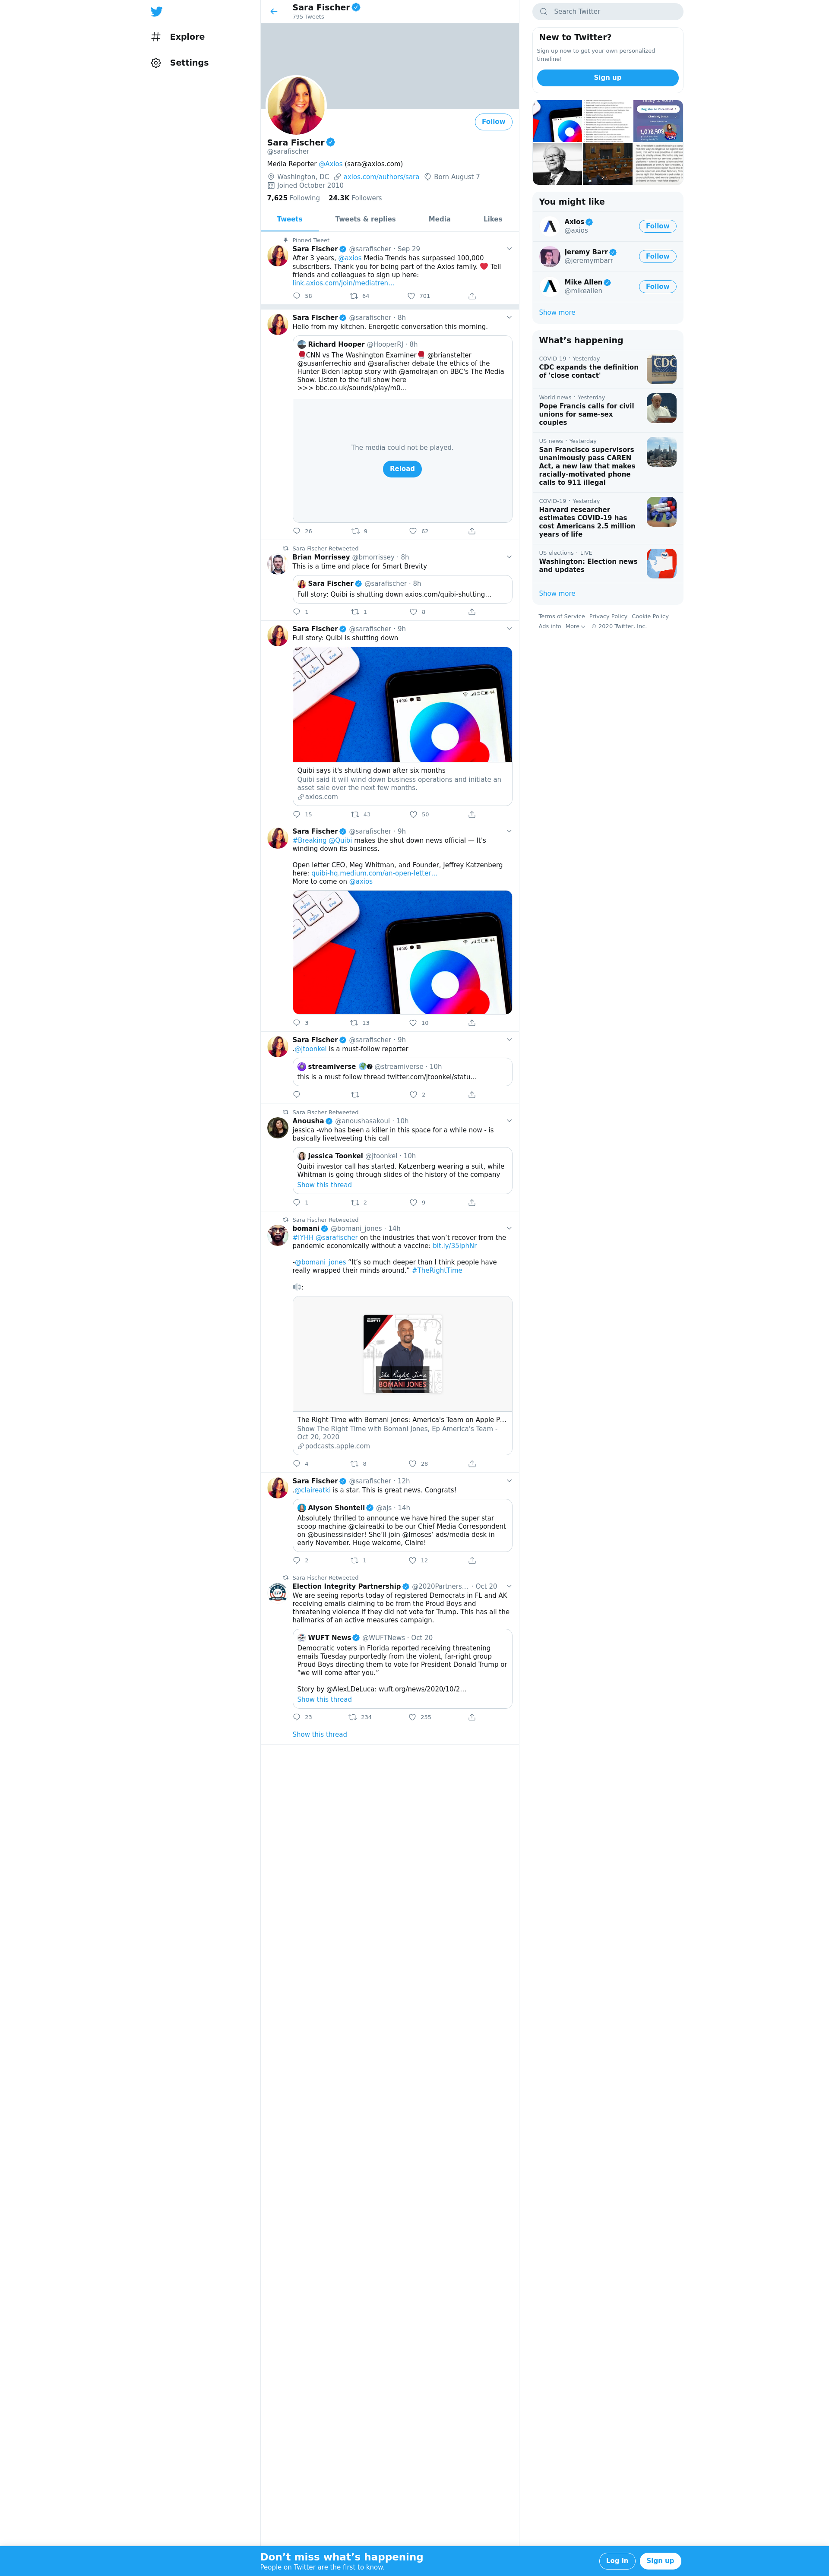 Explore
Settings
Sara Fischer
795 Tweets
Follow
Sara Fischer
@sarafischer
Media Reporter @Axios (sara@axios.com)
Washington, DC axios.com/authors/sara Born August 7
Joined October 2010
7,625 Following 24.3K Followers
Tweets Tweets & replies Media Likes
Pinned Tweet
Sara Fischer @sarafischer · Sep 29
After 3 years, @axios Media Trends has surpassed 100,000
subscribers. Thank you for being part of the Axios family. ❤️ Tell
friends and colleagues to sign up here:
link.axios.com/join/mediatren…
58 64 701
Sara Fischer @sarafischer · 8h
Hello from my kitchen. Energetic conversation this morning.
Richard Hooper @HooperRJ · 8h
🥊CNN vs The Washington Examiner🥊 @brianstelter
@susanferrechio and @sarafischer debate the ethics of the
Hunter Biden laptop story with @amolrajan on BBC's The Media
Show. Listen to the full show here
>>> bbc.co.uk/sounds/play/m0…
The media could not be played.
Reload
26 9 62
Sara Fischer Retweeted
Brian Morrissey @bmorrissey · 8h
This is a time and place for Smart Brevity
Sara Fischer @sarafischer · 8h
Full story: Quibi is shutting down axios.com/quibi-shutting…
1 1 8
Sara Fischer @sarafischer · 9h
Full story: Quibi is shutting down
14:36
Quibi says it's shutting down after six months
Quibi said it will wind down business operations and initiate an
asset sale over the next few months.
axios.com
15 43 50
Sara Fischer @sarafischer · 9h
#Breaking @Quibi makes the shut down news official — It's
winding down its business.
Open letter CEO, Meg Whitman, and Founder, Jeffrey Katzenberg
here: quibi-hq.medium.com/an-open-letter…
More to come on @axios
14:36
3 13 10
Sara Fischer @sarafischer · 9h
.@jtoonkel is a must-follow reporter
streamiverse @streamiverse · 10h
this is a must follow thread twitter.com/jtoonkel/statu…
2
Sara Fischer Retweeted
Anousha @anoushasakoui · 10h
Jessica -who has been a killer in this space for a while now - is
basically livetweeting this call
Jessica Toonkel @jtoonkel · 10h
Quibi investor call has started. Katzenberg wearing a suit, while
Whitman is going through slides of the history of the company
Show this thread
1 2 9
Sara Fischer Retweeted
bomani @bomani_jones · 14h
#IYHH @sarafischer on the industries that won't recover from the
pandemic economically without a vaccine: bit.ly/35iphNr
-@bomani_jones "It's so much deeper than I think people have
really wrapped their minds around." #TheRightTime
🔊:
ESPN
The Right Time
BOMANI JONES
The Right Time with Bomani Jones: America's Team on Apple P…
Show The Right Time with Bomani Jones, Ep America's Team -
Oct 20, 2020
podcasts.apple.com
4 8 28
Sara Fischer @sarafischer · 12h
.@claireatki is a star. This is great news. Congrats!
Alyson Shontell @ajs · 14h
Absolutely thrilled to announce we have hired the super star
scoop machine @claireatki to be our Chief Media Correspondent
on @businessinsider! She'll join @lmoses' ads/media desk in
early November. Huge welcome, Claire!
2 1 12
Sara Fischer Retweeted
Election Integrity Partnership @2020Partners… · Oct 20
We are seeing reports today of registered Democrats in FL and AK
receiving emails claiming to be from the Proud Boys and
threatening violence if they did not vote for Trump. This has all the
hallmarks of an active measures campaign.
WUFT News @WUFTNews · Oct 20
Democratic voters in Florida reported receiving threatening
emails Tuesday purportedly from the violent, far-right group
Proud Boys directing them to vote for President Donald Trump or
"we will come after you."
Story by @AlexLDeLuca: wuft.org/news/2020/10/2…
Show this thread
23 234 255
Show this thread
Search Twitter
New to Twitter?
Sign up now to get your own personalized
timeline!
Sign up
You might like
Axios
@axios
Follow
Jeremy Barr
@jeremymbarr
Follow
Mike Allen
@mikeallen
Follow
Show more
What's happening
COVID-19 · Yesterday
CDC expands the definition
of 'close contact'
CDC
World news · Yesterday
Pope Francis calls for civil
unions for same-sex
couples
US news · Yesterday
San Francisco supervisors
unanimously pass CAREN
Act, a new law that makes
racially-motivated phone
calls to 911 illegal
COVID-19 · Yesterday
Harvard researcher
estimates COVID-19 has
cost Americans 2.5 million
years of life
US elections · LIVE
Washington: Election news
and updates
Show more
Terms of Service Privacy Policy Cookie Policy
Ads info More © 2020 Twitter, Inc.
Don't miss what's happening
People on Twitter are the first to know.
Log in
Sign up